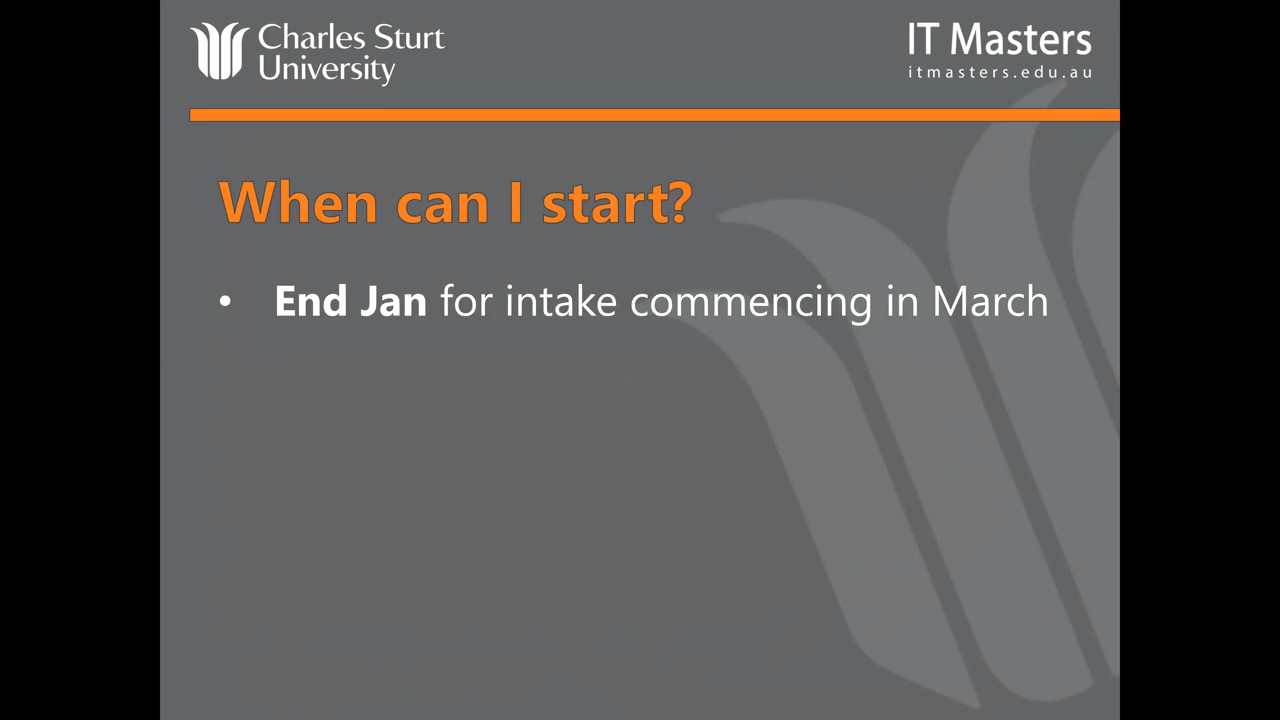 Charles Sturt
University
IT Masters
itmasters.edu.au
When can I start?
• End Jan for intake commencing in March